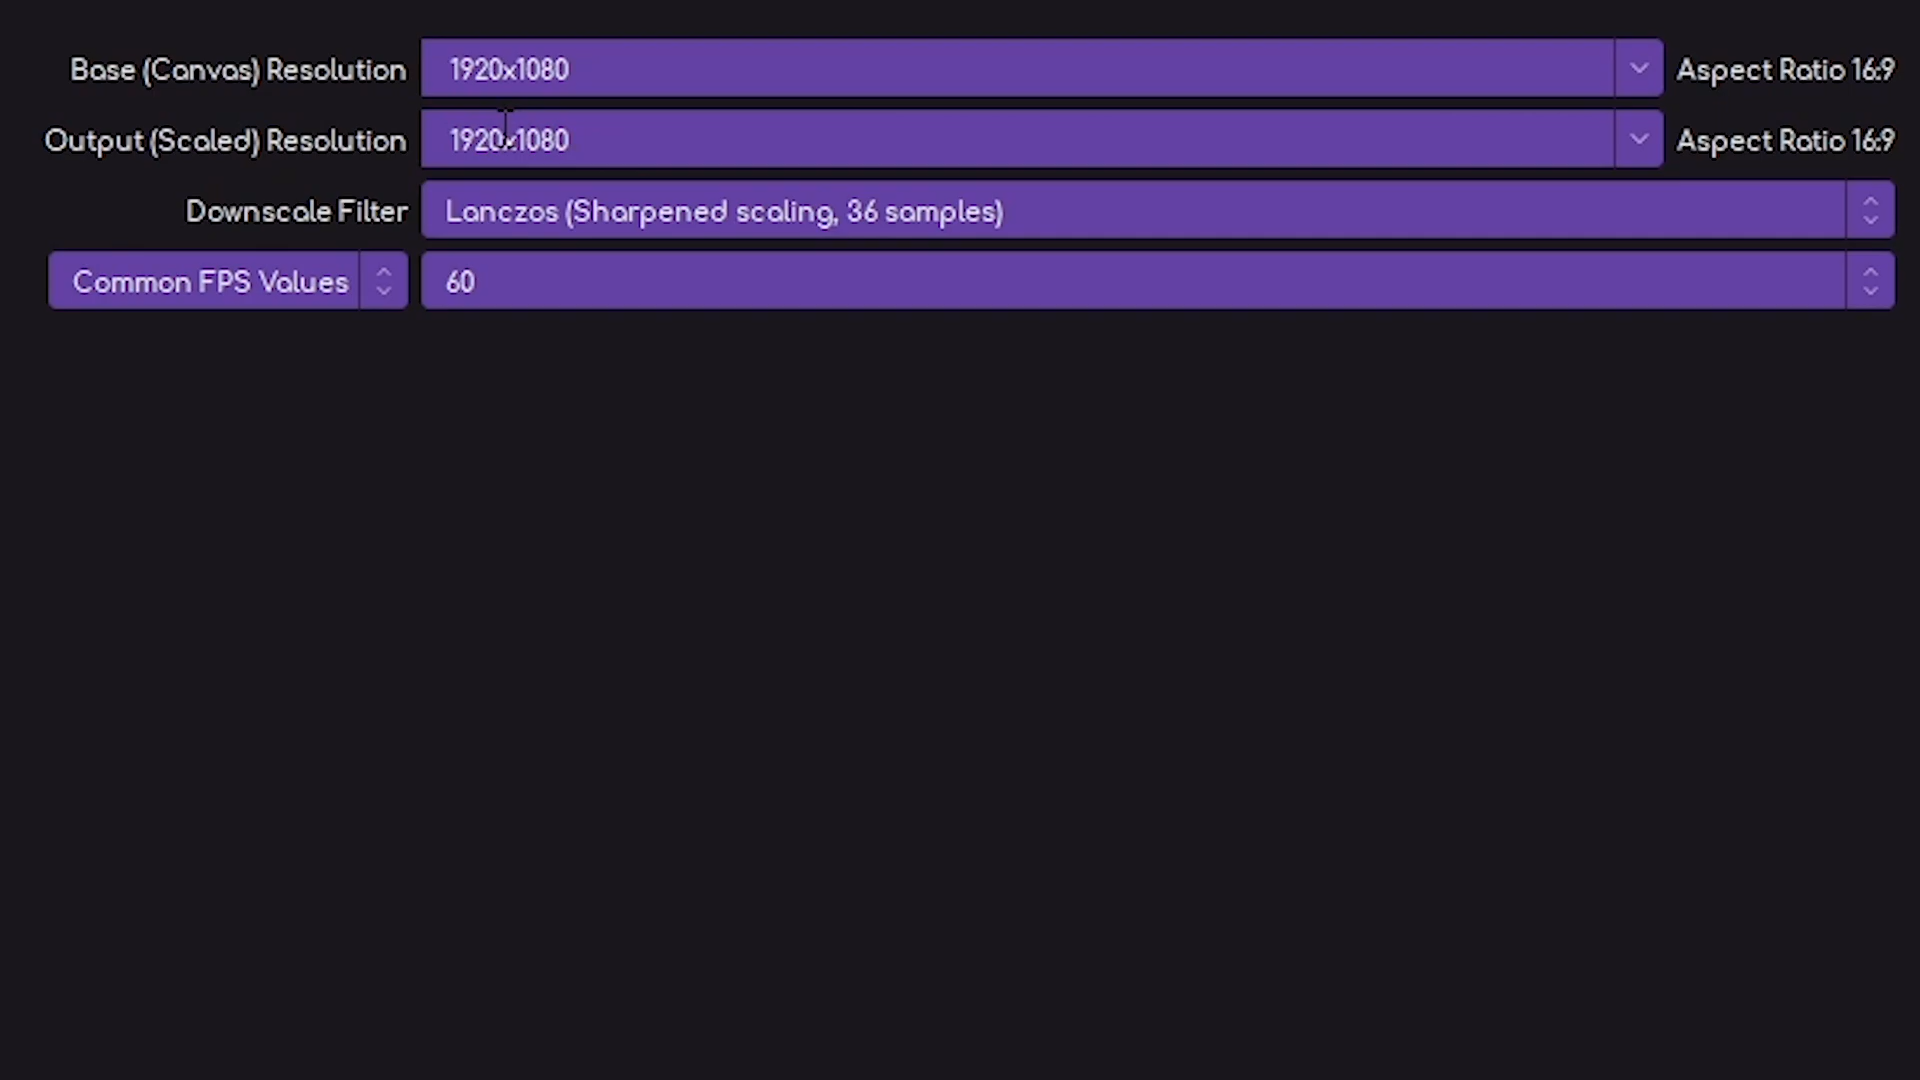 Base (Canvas) Resolution 1920x1080 Aspect Ratio 16:9
Output (Scaled) Resolution 1920x1080 Aspect Ratio 16:9
Downscale Filter Lanczos (Sharpened scaling, 36 samples)
Common FPS Values 60